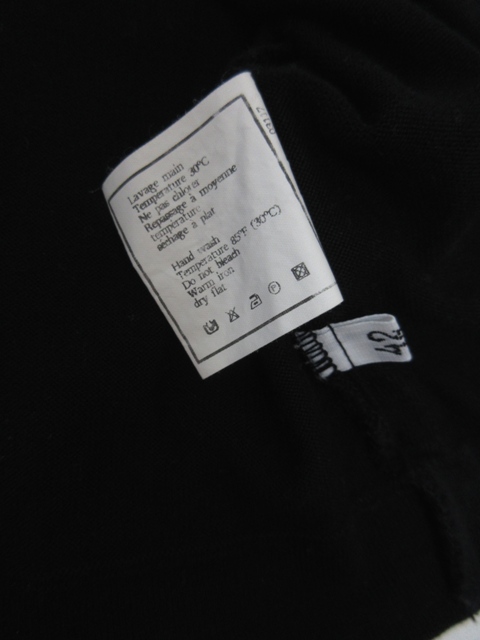 Lavage main
Temperature 30°C
Ne pas chlorer
Repassage à moyenne
temperature
séchage à plat
Hand wash
Temperature 85°F (30°C)
Do not bleach
Warm iron
dry flat
P
42